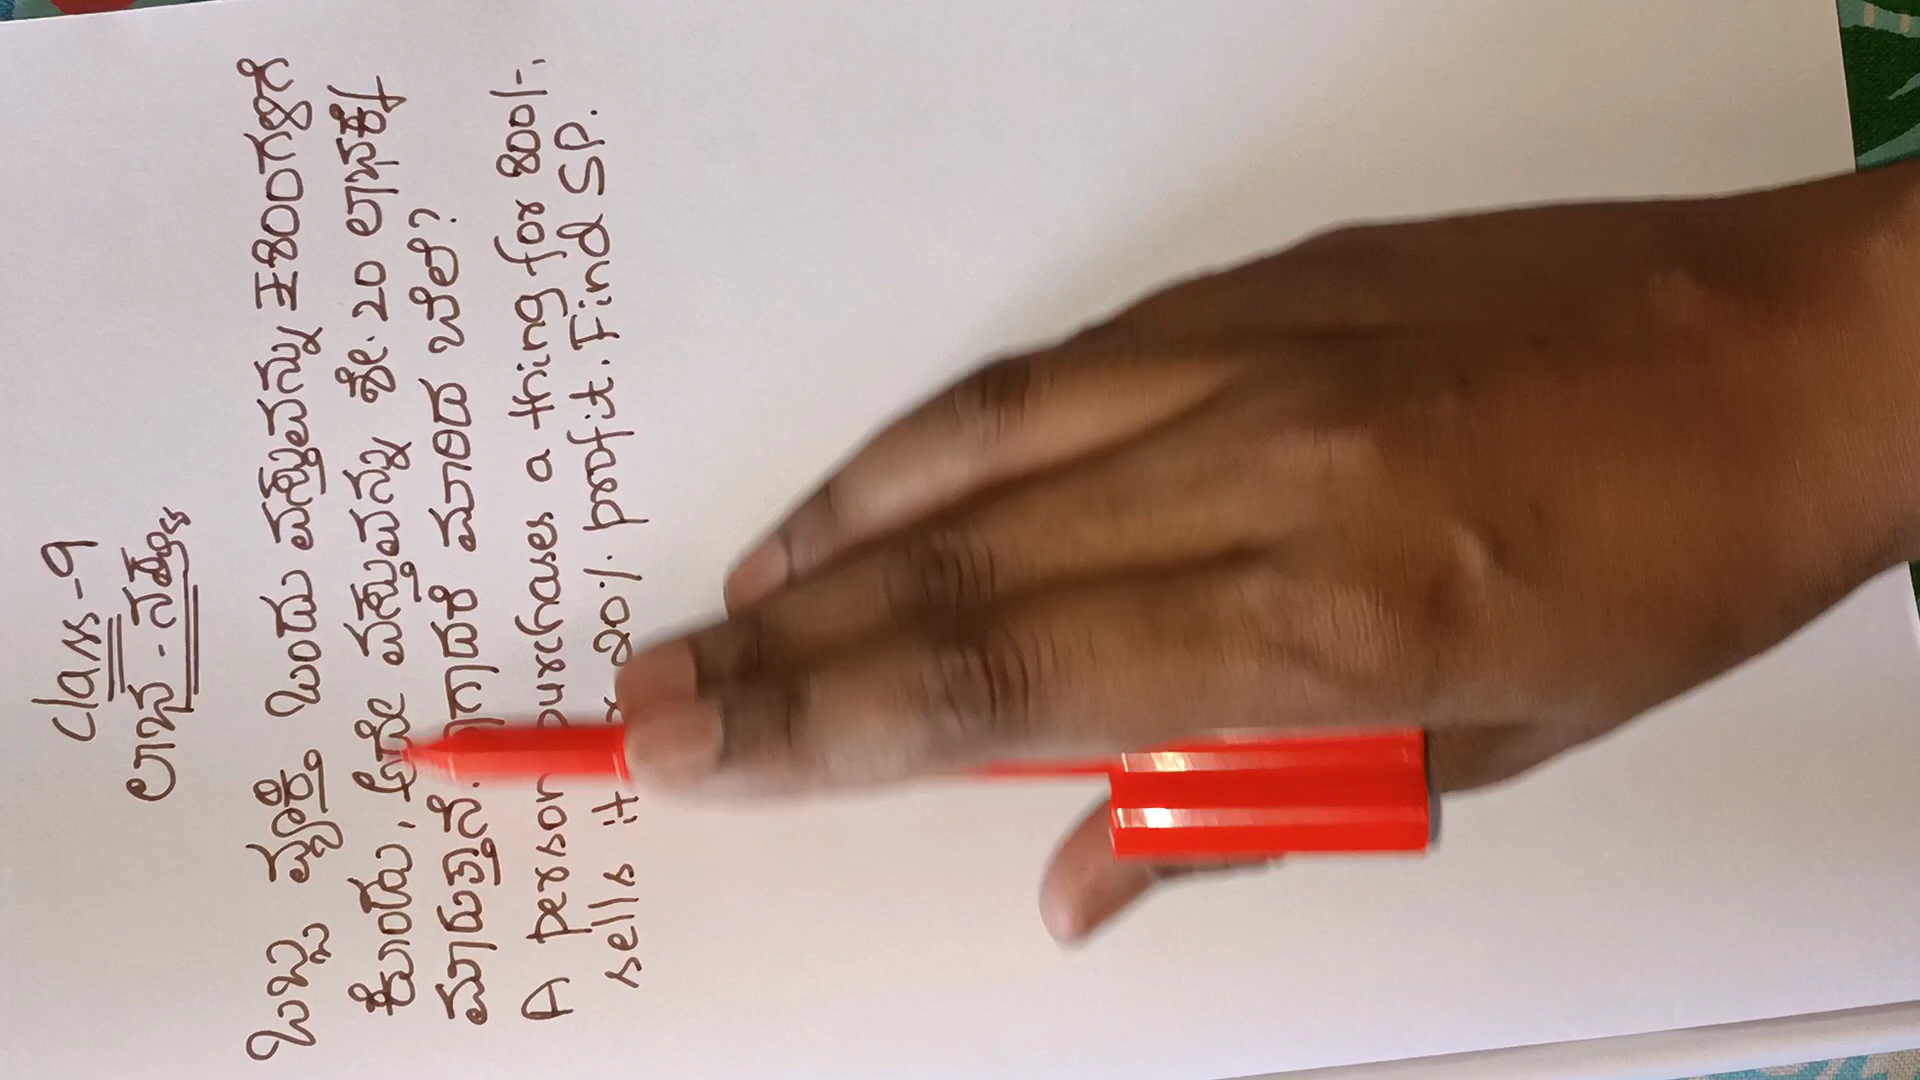 Class-9
ಲಾಭ - ನಷ್ಟ
ಒಬ್ಬ ವ್ಯಕ್ತಿ ಒಂದು ವಸ್ತುವನ್ನು ₹800ಗಳಿಗೆ
ಕೊಂಡು, ಅದೇ ವಸ್ತುವನ್ನು ಶೇ. 20 ಲಾಭಕ್ಕೆ
ಮಾರುತ್ತಾನೆ. ಮಾರಿದ ಬೆಲೆ?
A person purchases a thing for 800/-.
sells it 20% profit. Find SP.